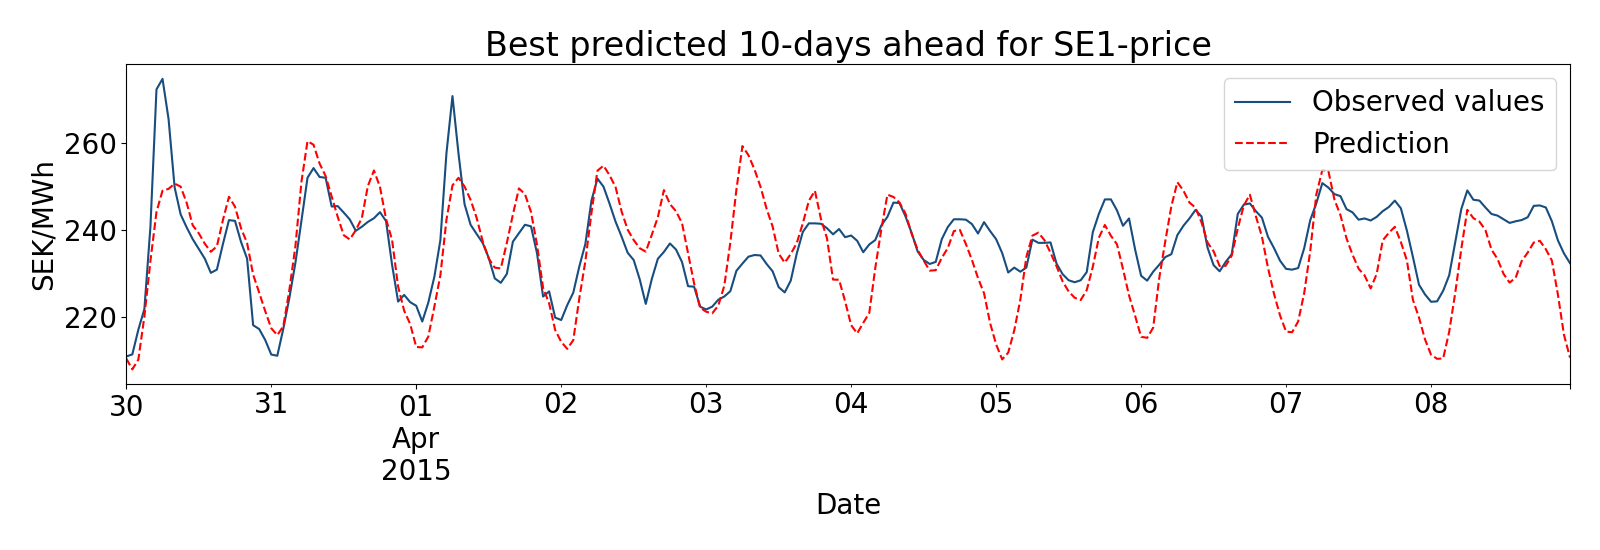 Best predicted 10-days ahead for SE1-price
Observed values
Prediction
SEK/MWh
260
240
220
30 31 01 02 03 04 05 06 07 08
Apr
2015
Date